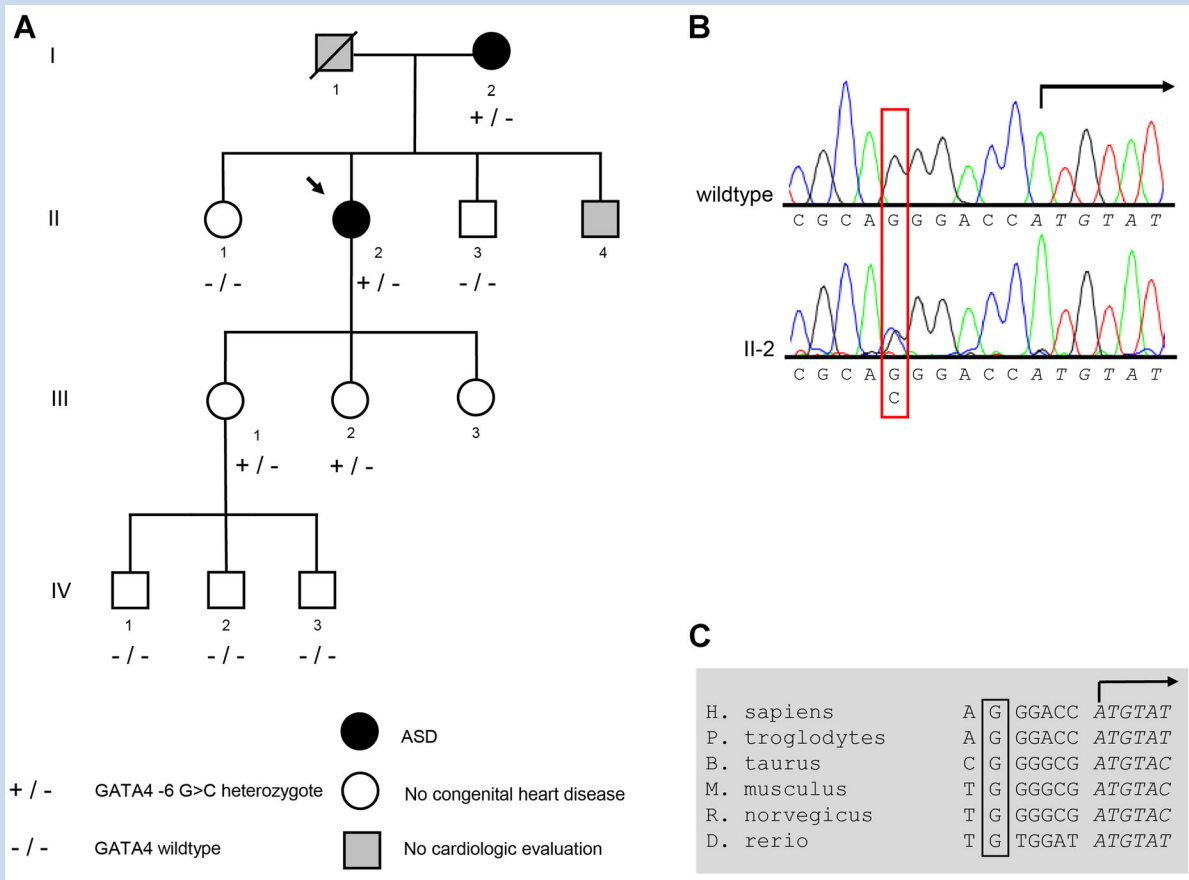 A
I
1
2
+ / -
II
1
2
3
4
- / -
+ / -
- / -
III
1
2
3
+ / -
+ / -
IV
1
2
3
- / -
- / -
- / -
ASD
+ / - GATA4 -6 G>C heterozygote
No congenital heart disease
- / - GATA4 wildtype
No cardiologic evaluation
B
wildtype
C G C A G G G A C C A T G T A T
II-2
C G C A G G G A C C A T G T A T
C
C
H. sapiens A G GGACC ATGTAT
P. troglodytes A G GGACC ATGTAT
B. taurus C G GGGCG ATGTAC
M. musculus T G GGGCG ATGTAC
R. norvegicus T G GGGCG ATGTAC
D. rerio T G TGGAT ATGTAT